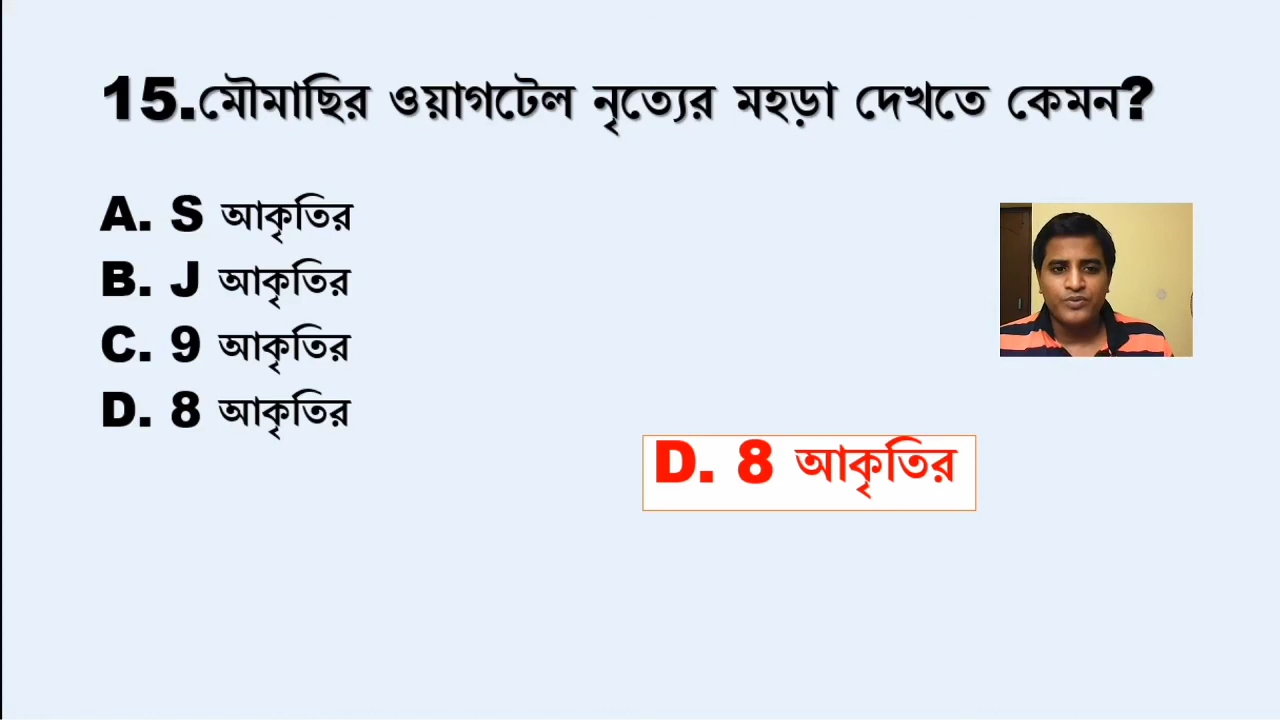 15.মৌমাছির ওয়াগটেল নৃত্যের মহড়া দেখতে কেমন?
A. S আকৃতির
B. J আকৃতির
C. 9 আকৃতির
D. 8 আকৃতির
D. 8 আকৃতির